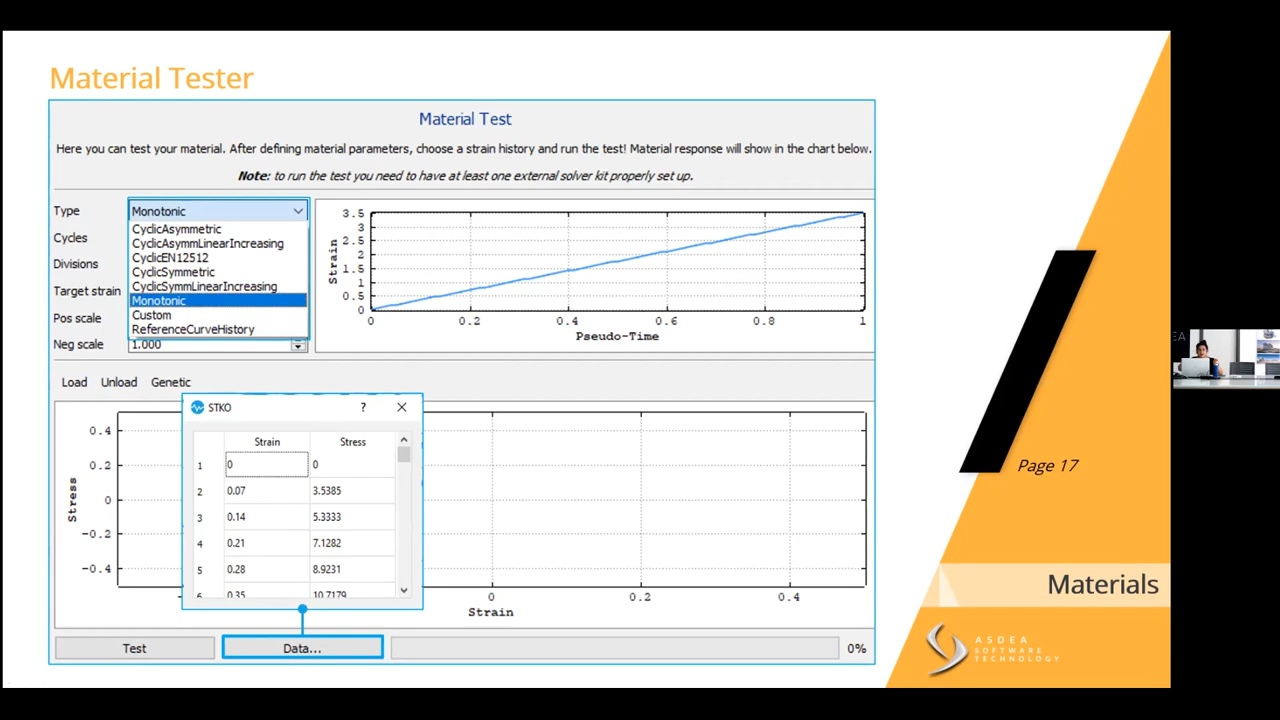 Material Tester
Material Test
Here you can test your material. After defining material parameters, choose a strain history and run the test! Material response will show in the chart below.
Note: to run the test you need to have at least one external solver kit properly set up.
Type
Monotonic
CyclicAsymmetric
Cycles
CyclicAsymmLinearIncreasing
CyclicEN12512
Divisions
CyclicSymmetric
CyclicSymmLinearIncreasing
Target strain
Monotonic
Custom
Pos scale
ReferenceCurveHistory
Neg scale
1.000
Strain
3.5
3
2.5
2
1.5
1
0.5
0
0 0.2 0.4 0.6 0.8 1
Pseudo-Time
Load Unload Genetic
Stress
0.4
0.2
0
-0.2
-0.4
0 0.2 0.4
Strain
STKO ?
Strain Stress
1 0 0
2 0.07 3.5385
3 0.14 5.3333
4 0.21 7.1282
5 0.28 8.9231
6 0.35 10.7179
Test Data... 0%
Page 17
Materials
ASDEA
SOFTWARE
TECHNOLOGY
EA